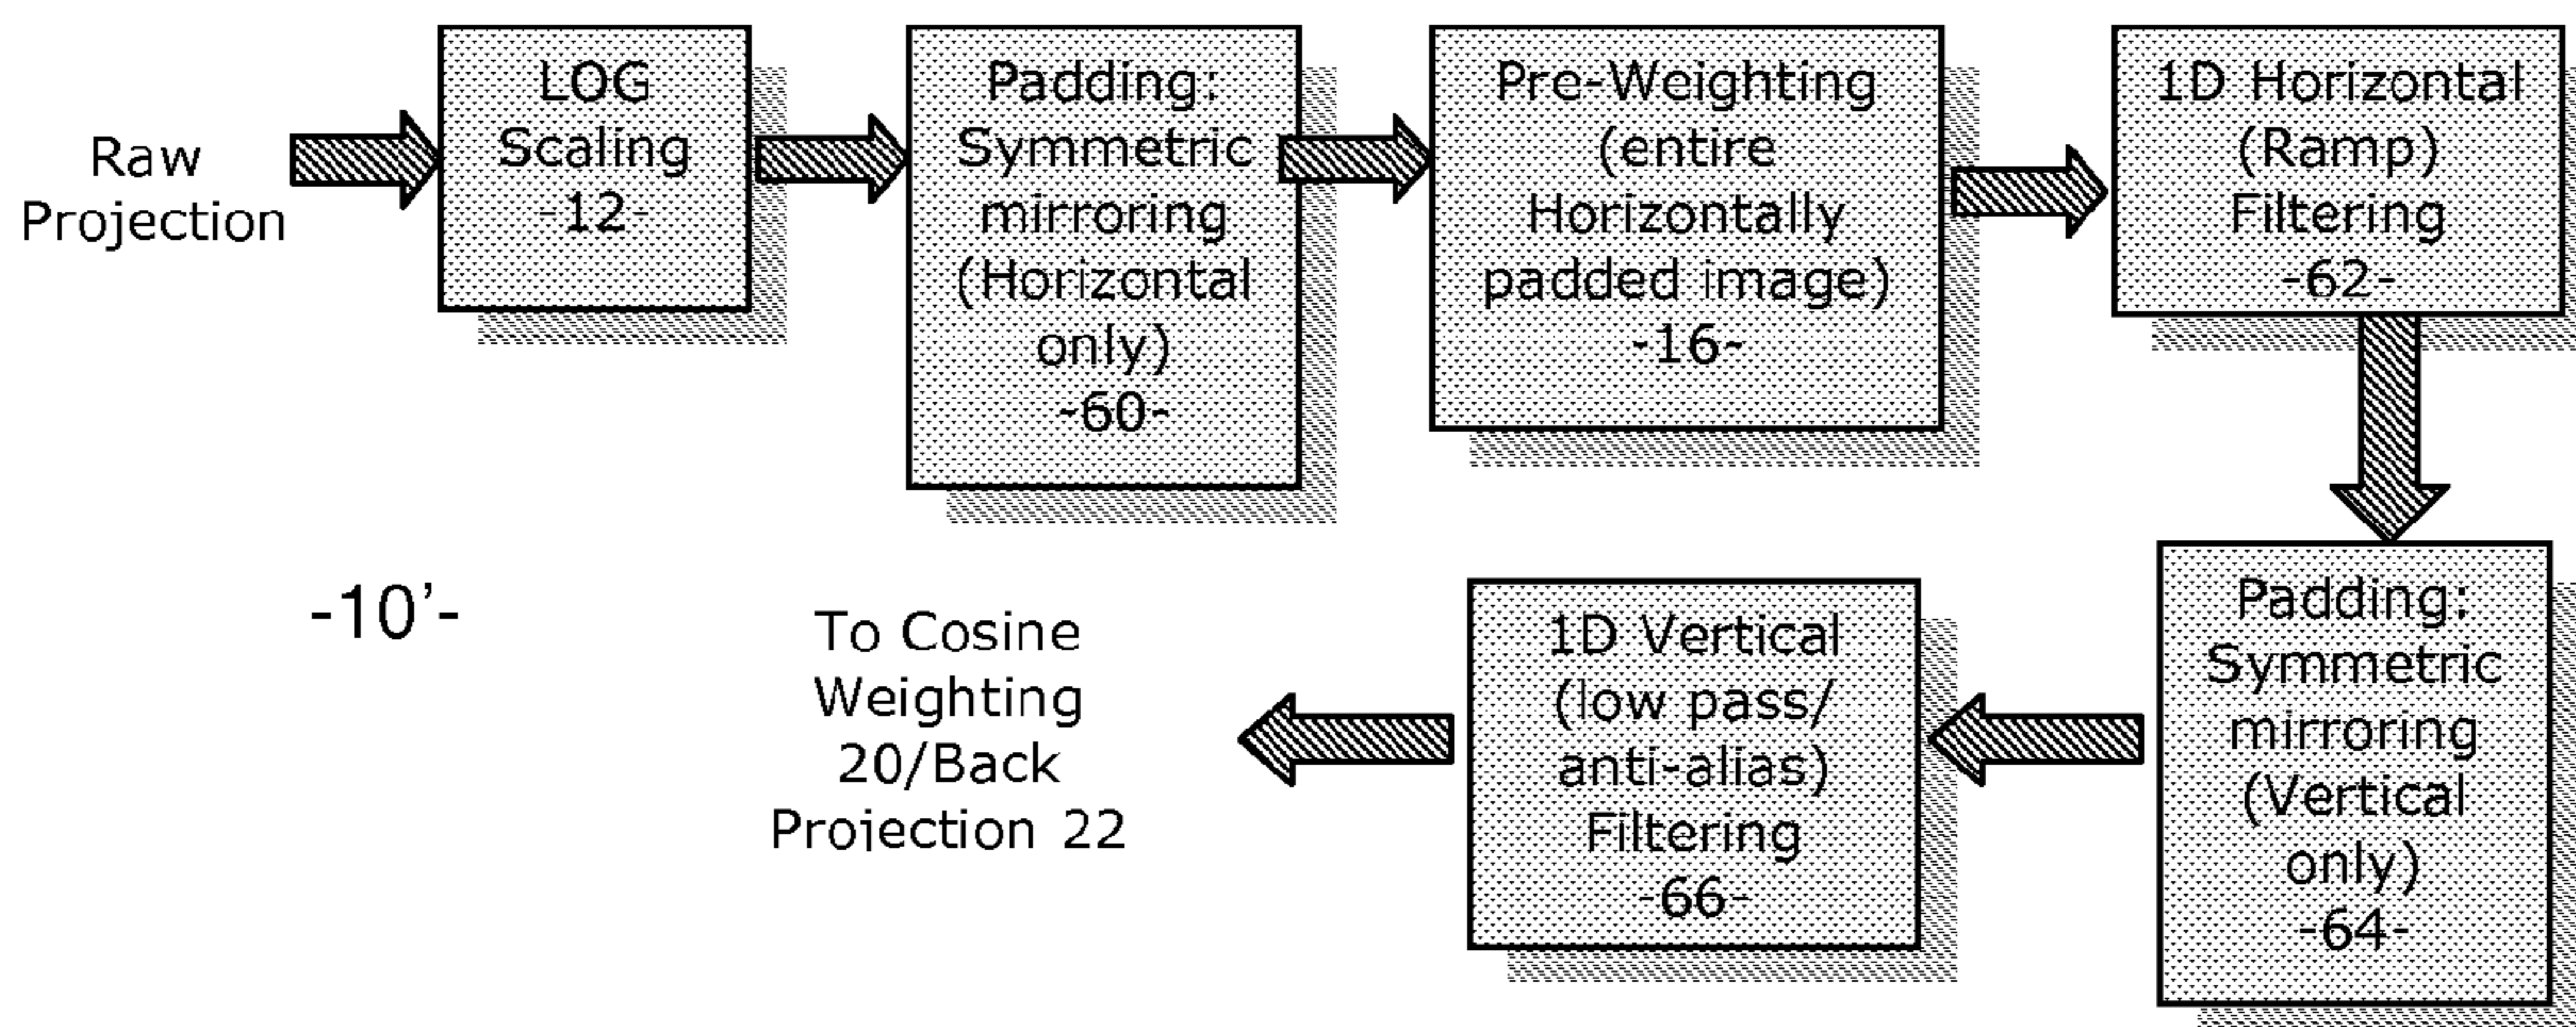 Raw
Projection
LOG
Scaling
-12-
Padding:
Symmetric
mirroring
(Horizontal
only)
-60-
Pre-Weighting
(entire
Horizontally
padded image)
-16-
1D Horizontal
(Ramp)
Filtering
-62-
Padding:
Symmetric
mirroring
(Vertical
only)
-64-
1D Vertical
(low pass/
anti-alias)
Filtering
-66-
To Cosine
Weighting
20/Back
Projection 22
-10'-